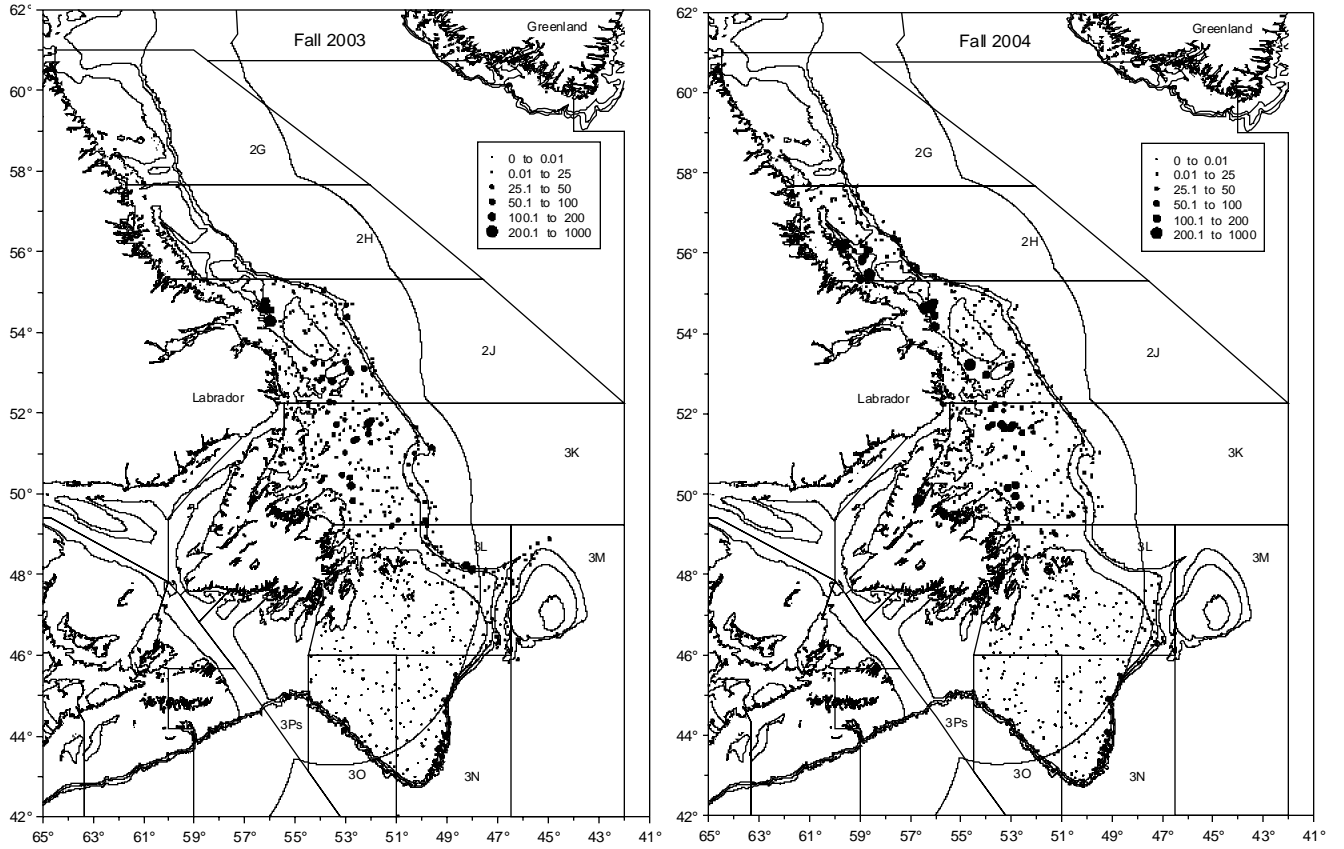 62°
60°
58°
56°
54°
52°
50°
48°
46°
44°
42°
65°
63°
61°
59°
57°
55°
53°
51°
49°
47°
45°
43°
41°
Fall 2003
Greenland
2G
0 to 0.01
0.01 to 25
25.1 to 50
50.1 to 100
100.1 to 200
200.1 to 1000
2H
2J
Labrador
3K
3L
3M
3Ps
3O
3N
62°
60°
58°
56°
54°
52°
50°
48°
46°
44°
42°
65°
63°
61°
59°
57°
55°
53°
51°
49°
47°
45°
43°
41°
Fall 2004
Greenland
2G
0 to 0.01
0.01 to 25
25.1 to 50
50.1 to 100
100.1 to 200
200.1 to 1000
2H
2J
Labrador
3K
3L
3M
3Ps
3O
3N